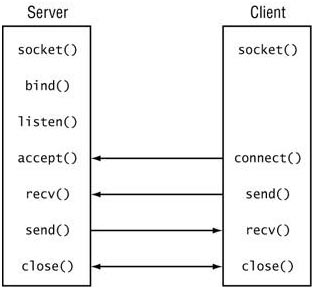 Server Client
socket() socket()
bind()
listen()
accept() connect()
recv() send()
send() recv()
close() close()